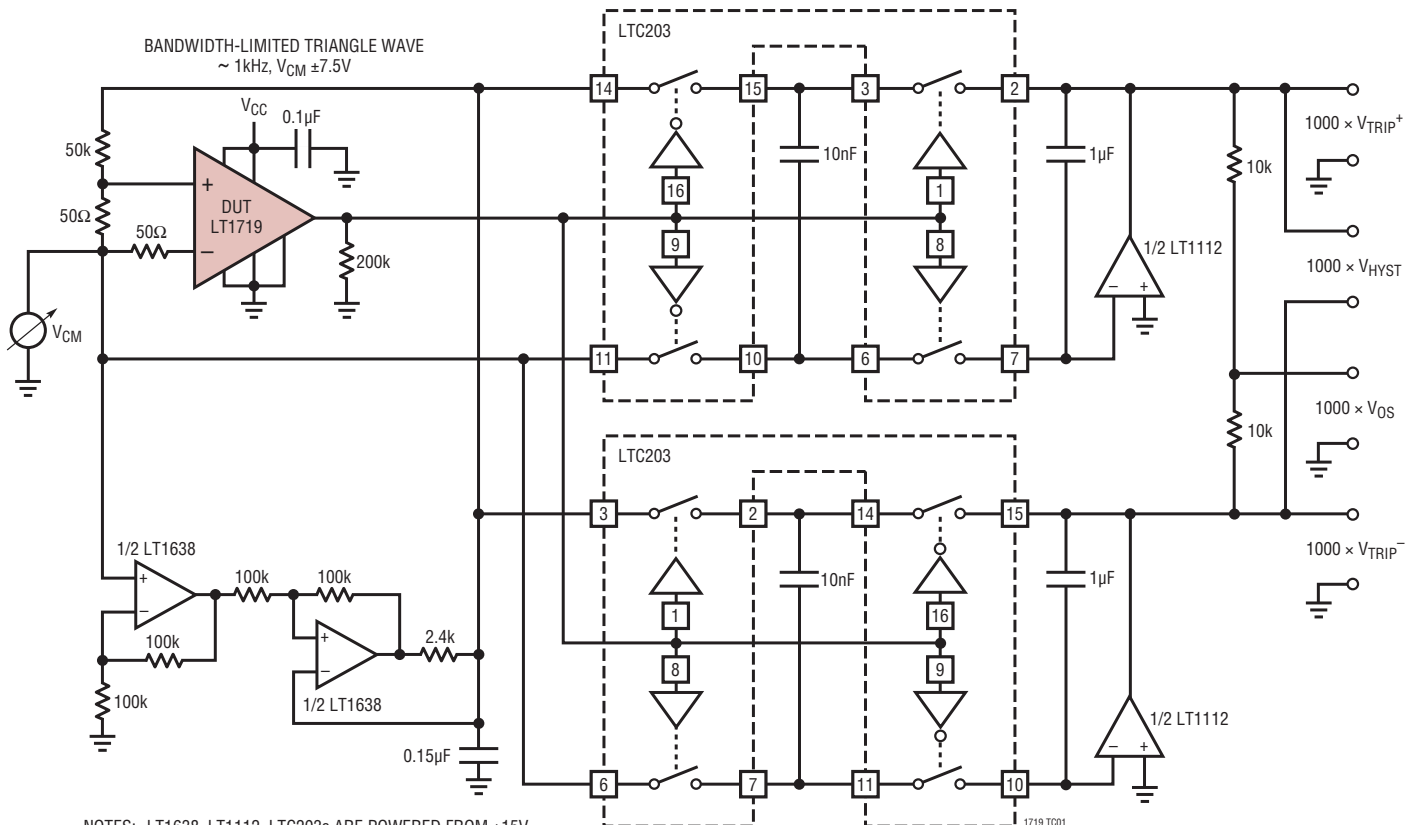 BANDWIDTH-LIMITED TRIANGLE WAVE
~ 1kHz, VCM ±7.5V
LTC203
14
15
3
2
VCC
0.1µF
50k
+
DUT
LT1719
–
50Ω
50Ω
200k
VCM
16
9
1
8
10nF
1µF
10k
1000 × VTRIP+
1/2 LT1112
– +
1000 × VHYST
11
10
6
7
1000 × VOS
10k
LTC203
3
2
14
15
1000 × VTRIP–
1/2 LT1638
+
–
100k
100k
100k
100k
+
–
1/2 LT1638
2.4k
0.15µF
1
8
16
9
10nF
1µF
1/2 LT1112
– +
6
7
11
10
1719 TC01